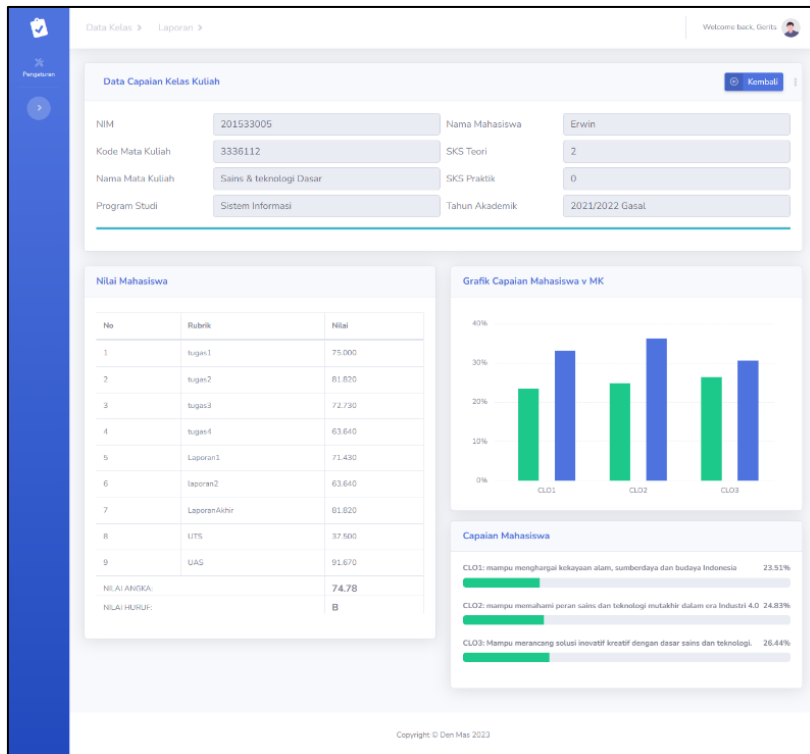 Data Kelas > Laporan >
Welcome back, Gerits
Pengaturan
Data Capaian Kelas Kuliah
Kembali
NIM 201533005 Nama Mahasiswa Erwin
Kode Mata Kuliah 3336112 SKS Teori 2
Nama Mata Kuliah Sains & teknologi Dasar SKS Praktik 0
Program Studi Sistem Informasi Tahun Akademik 2021/2022 Gasal
Nilai Mahasiswa
No Rubrik Nilai
1 tugas1 75.000
2 tugas2 81.820
3 tugas3 72.730
4 tugas4 63.640
5 Laporan1 71.430
6 laporan2 63.640
7 LaporanAkhir 81.820
8 UTS 37.500
9 UAS 91.670
NILAI ANGKA: 74.78
NILAI HURUF: B
Grafik Capaian Mahasiswa v MK
40%
30%
20%
10%
0%
CLO1 CLO2 CLO3
Capaian Mahasiswa
CLO1: mampu menghargai kekayaan alam, sumberdaya dan budaya Indonesia 23.51%
CLO2: mampu memahami peran sains dan teknologi mutakhir dalam era Industri 4.0 24.83%
CLO3: Mampu merancang solusi inovatif kreatif dengan dasar sains dan teknologi. 26.44%
Copyright © Den Mas 2023